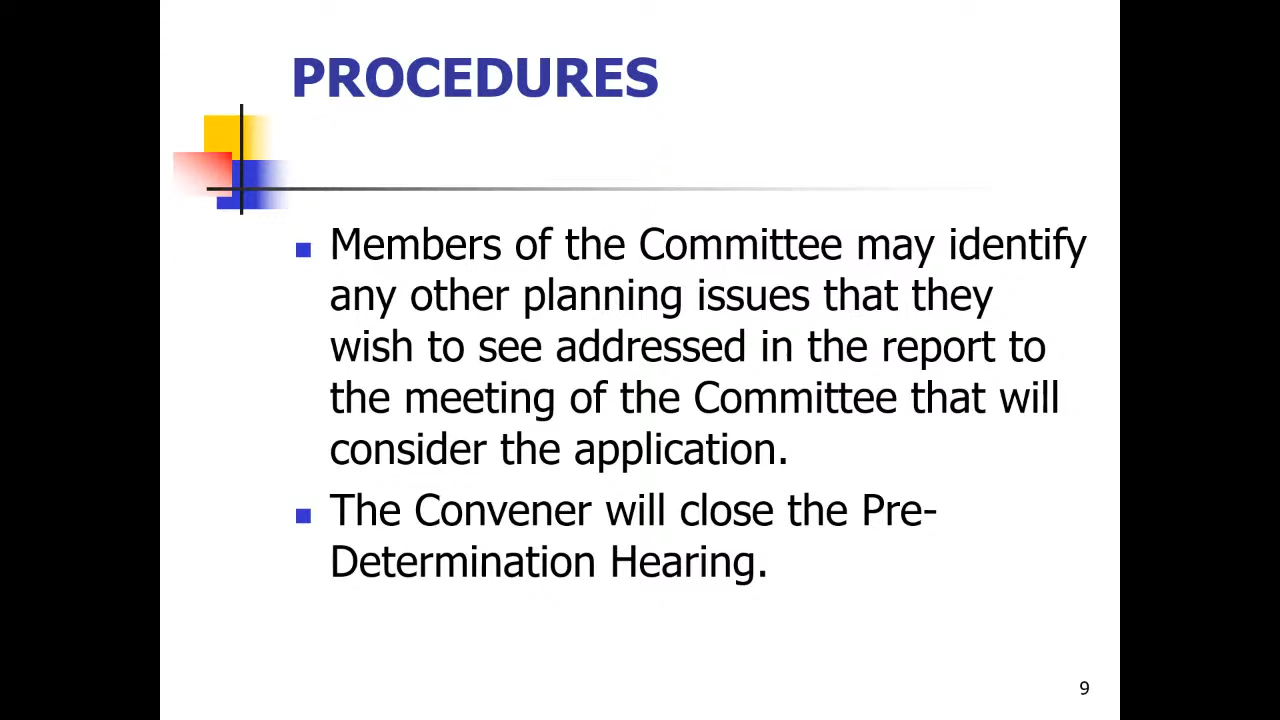 PROCEDURES
Members of the Committee may identify
any other planning issues that they
wish to see addressed in the report to
the meeting of the Committee that will
consider the application.
The Convener will close the Pre-
Determination Hearing.
9